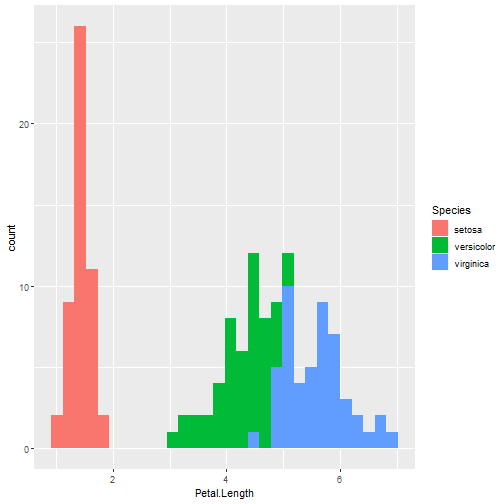 20
10
0
count
2
4
6
Petal.Length
Species
setosa
versicolor
virginica